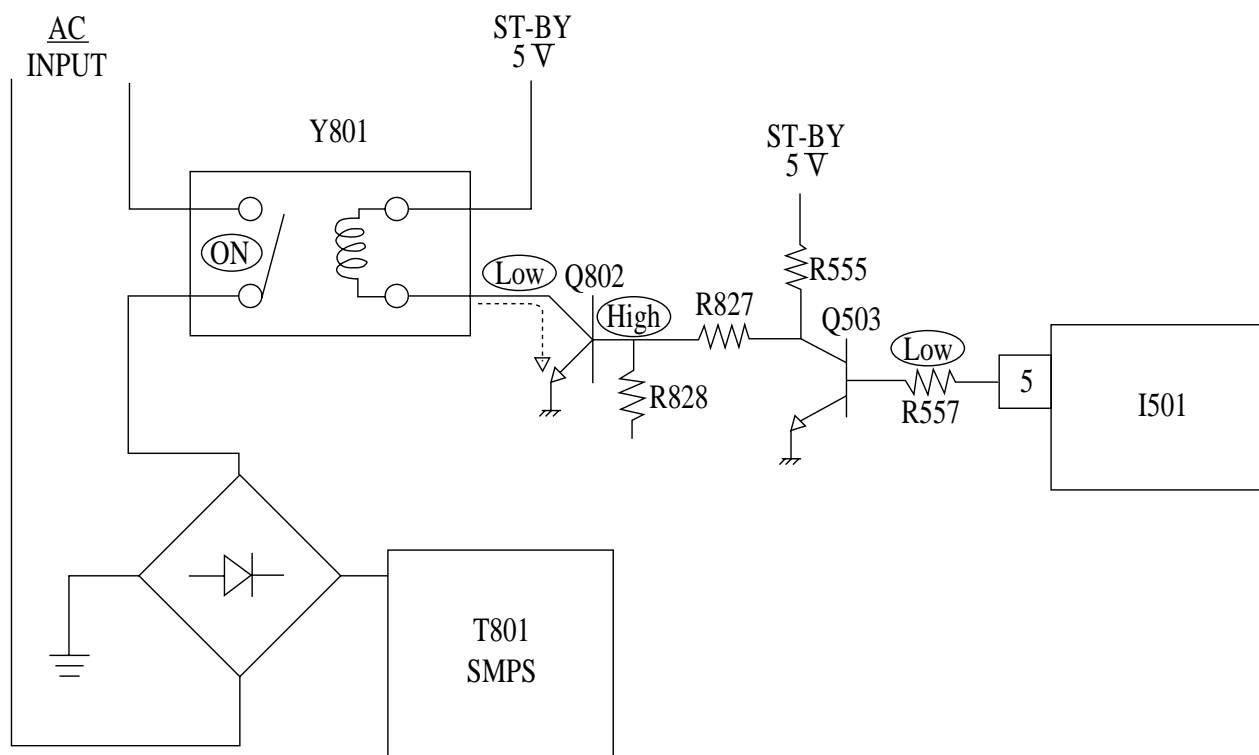 AC
INPUT
ST-BY
5 V
Y801
ST-BY
5 V
ON
Low
Q802
R555
High
R827
Q503
Low
R828
R557
5
I501
T801
SMPS